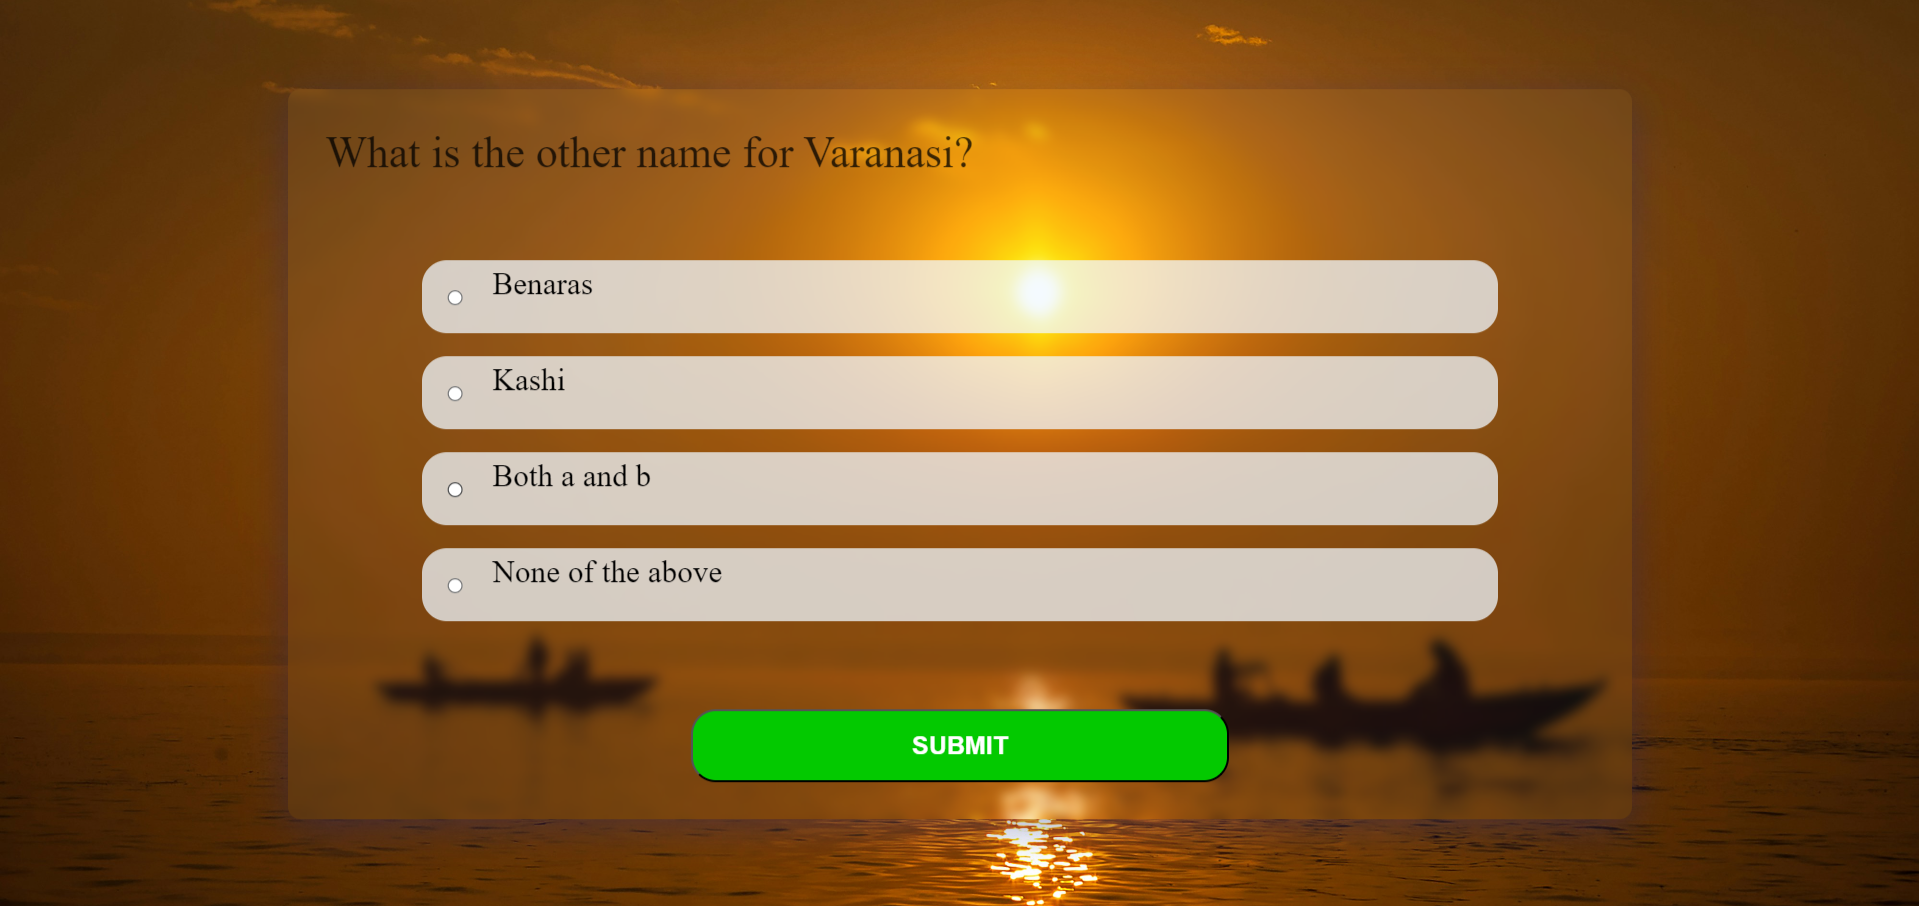 What is the other name for Varanasi?
Benaras
Kashi
Both a and b
None of the above
SUBMIT